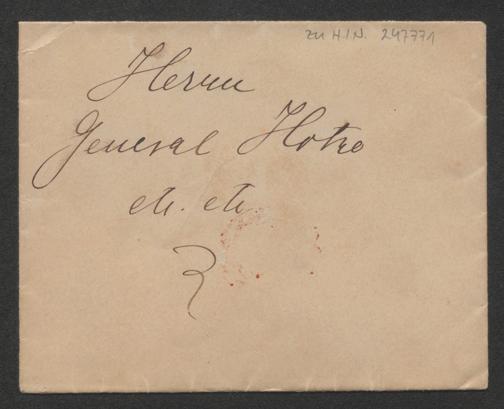 zu H.I.N. 247771
Herrn
General Hotze
etc. etc.